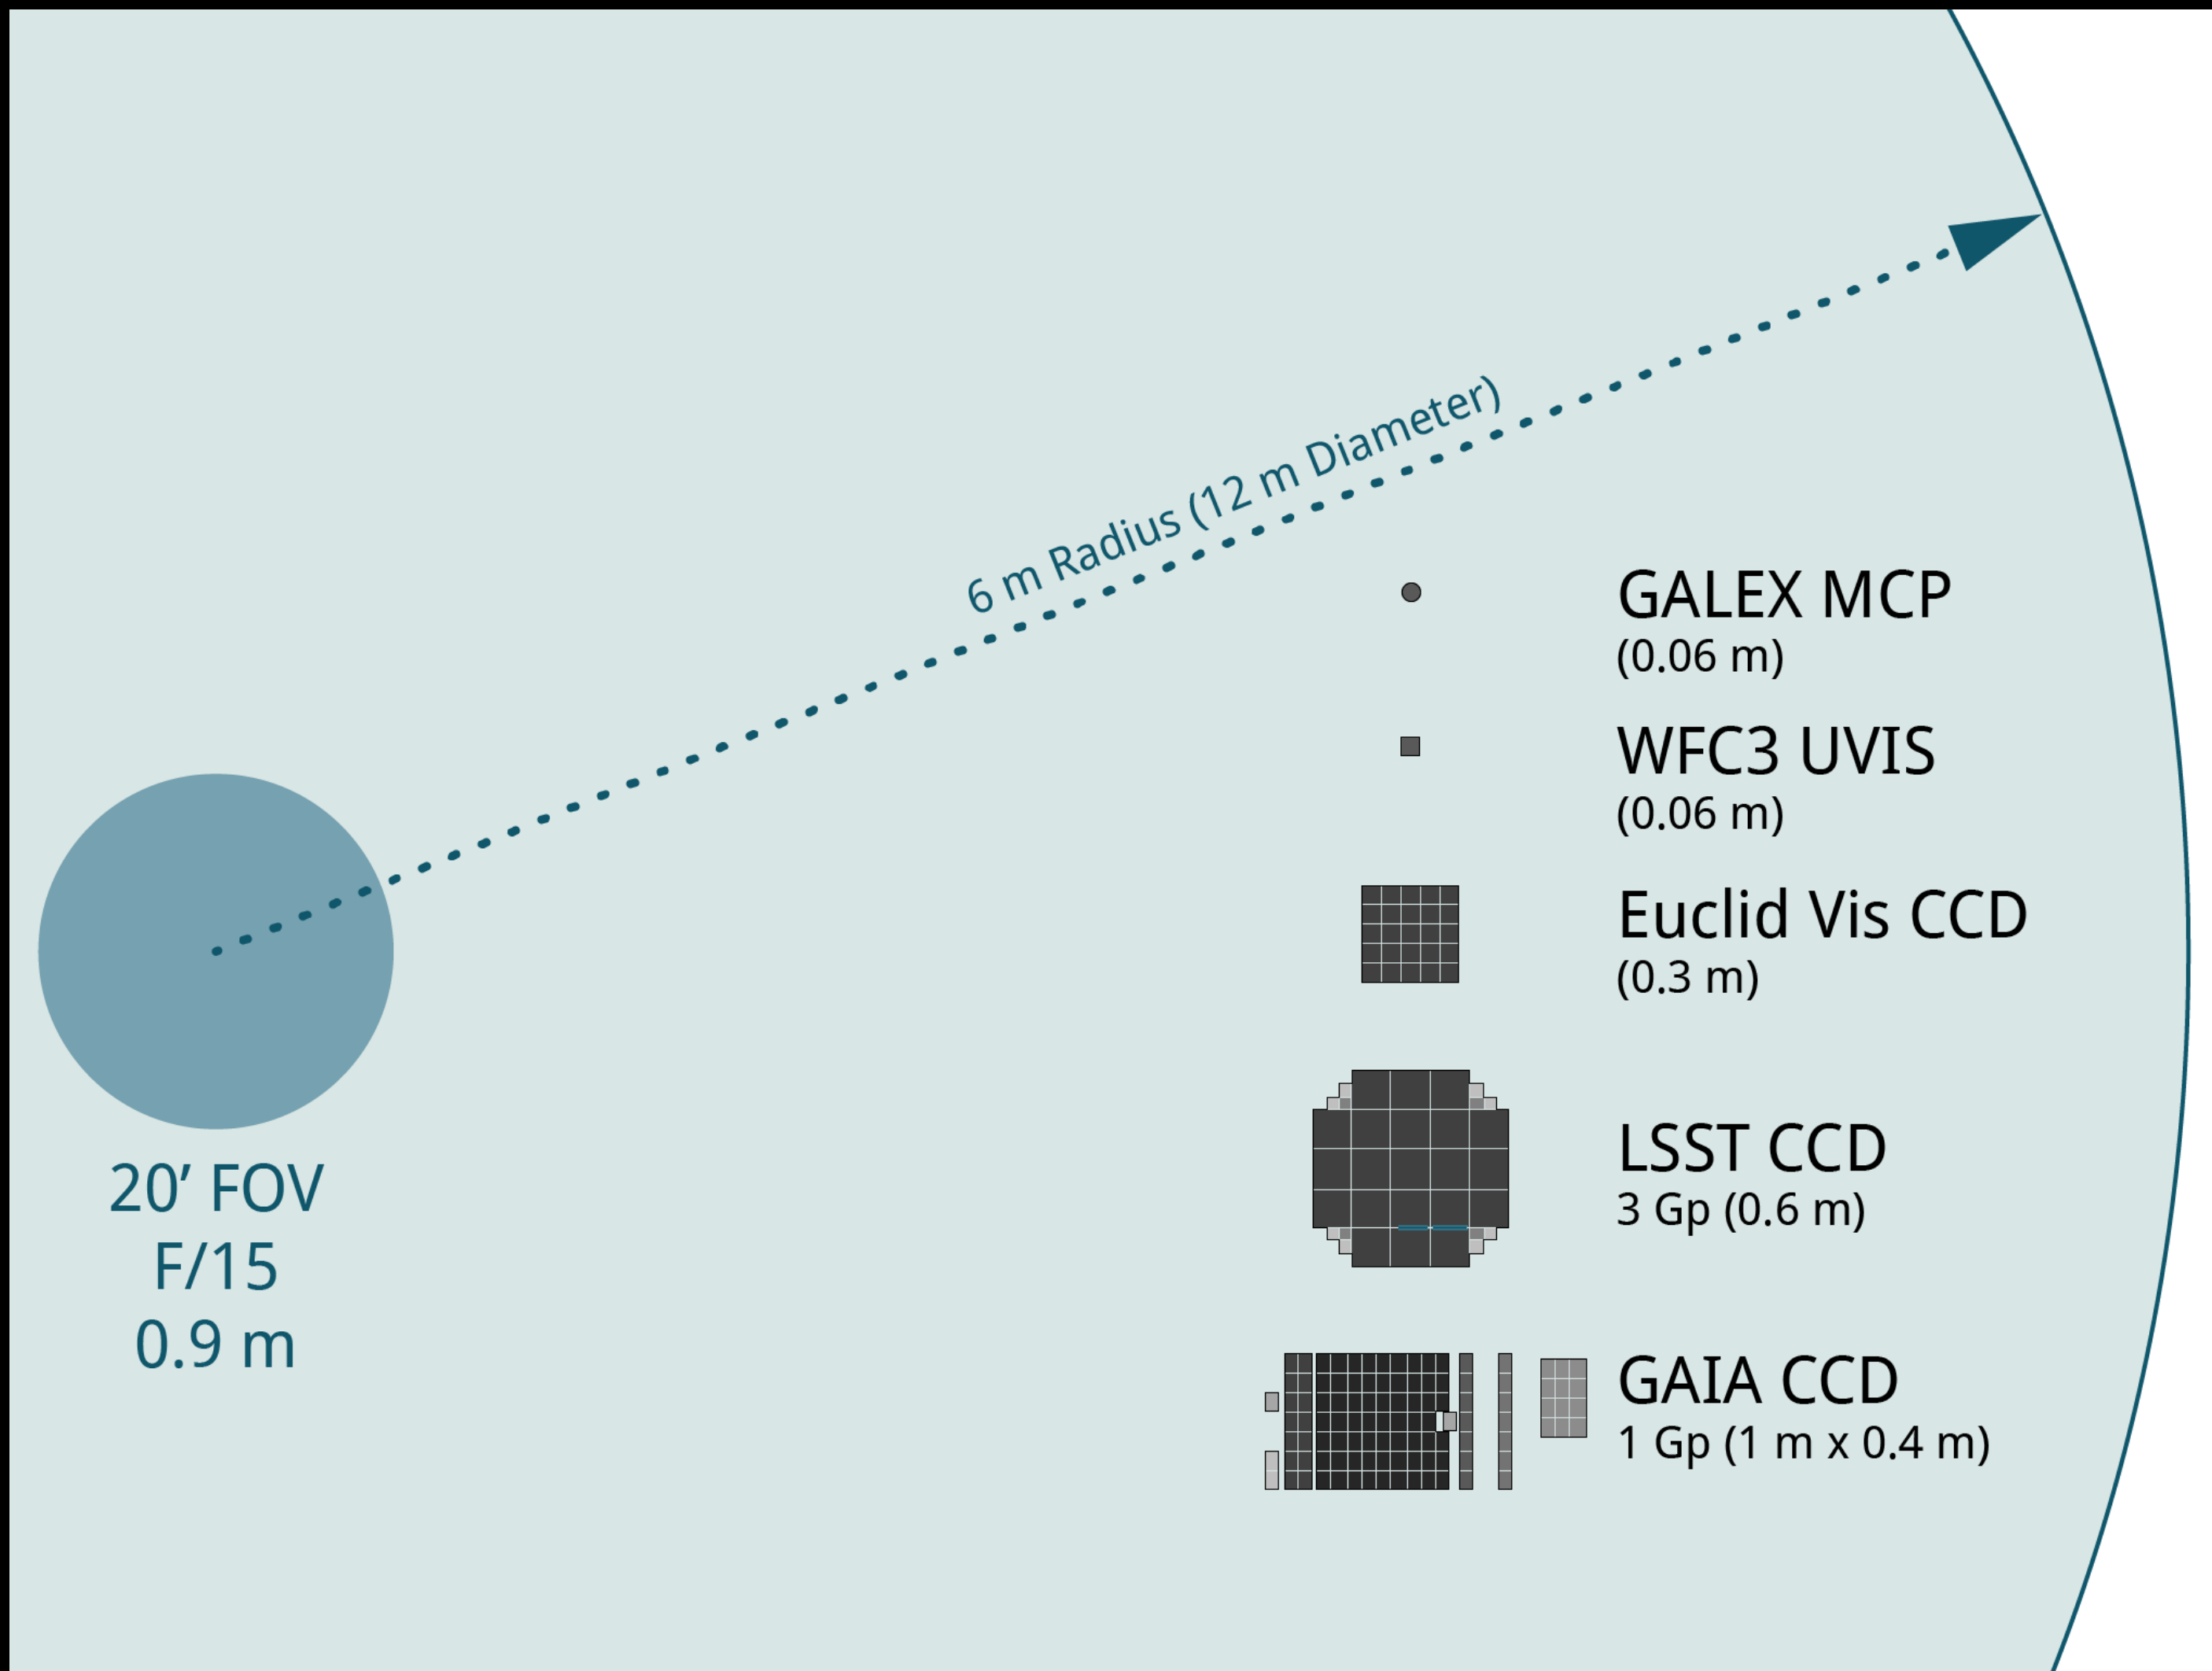 6 m Radius (12 m Diameter)
GALEX MCP
(0.06 m)
WFC3 UVIS
(0.06 m)
Euclid Vis CCD
(0.3 m)
LSST CCD
3 Gp (0.6 m)
GAIA CCD
1 Gp (1 m x 0.4 m)
20’ FOV
F/15
0.9 m